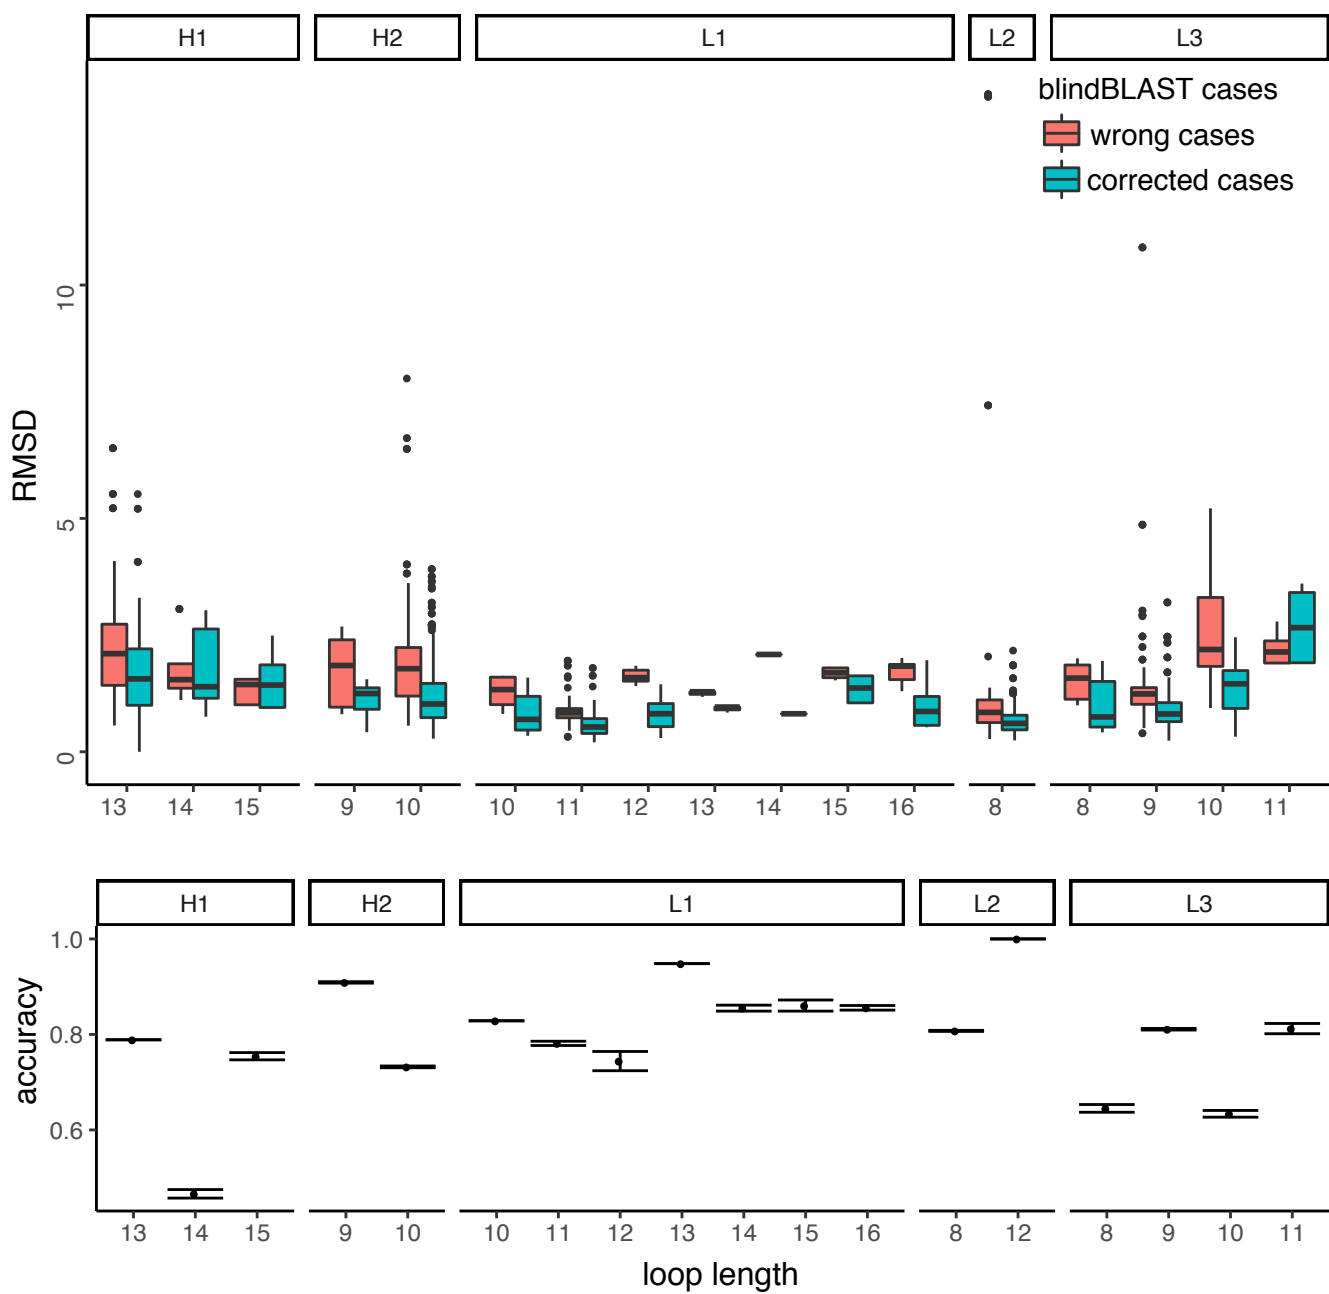 H1 H2 L1 L2 L3
blindBLAST cases
wrong cases
corrected cases
RMSD
10
5
0
13 14 15 9 10 10 11 12 13 14 15 16 8 8 9 10 11
H1 H2 L1 L2 L3
accuracy
1.0
0.8
0.6
13 14 15 9 10 10 11 12 13 14 15 16 8 12 8 9 10 11
loop length